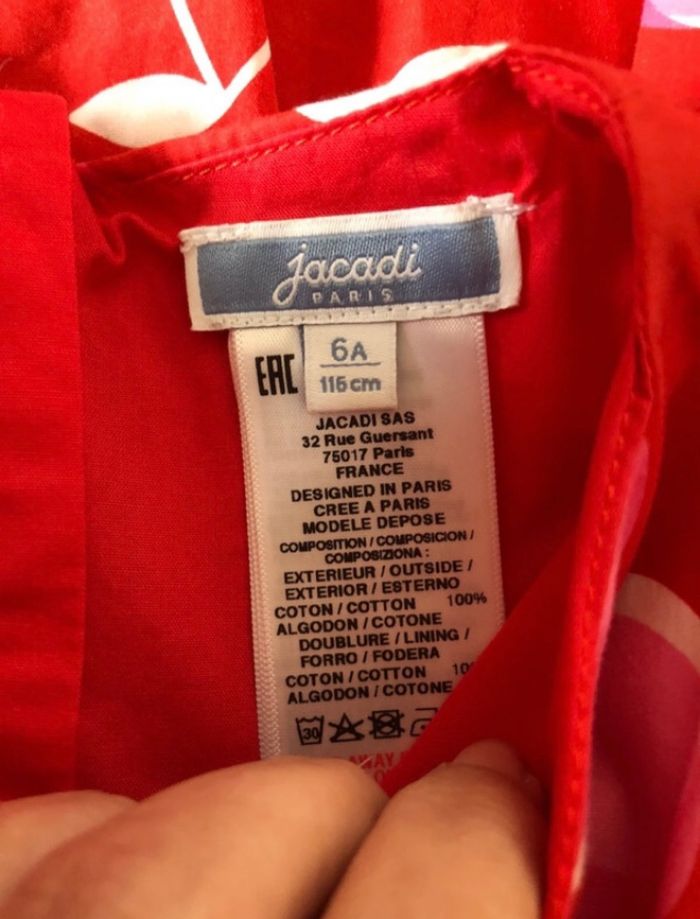 jacadi
PARIS
6A
116cm
EAC
JACADI SAS
32 Rue Guersant
75017 Paris
FRANCE
DESIGNED IN PARIS
CREE A PARIS
MODELE DEPOSE
COMPOSITION / COMPOSICION /
COMPOSIZIONA :
EXTERIEUR / OUTSIDE /
EXTERIOR / ESTERNO
COTON / COTTON 100%
ALGODON / COTONE
DOUBLURE / LINING /
FORRO / FODERA
COTON / COTTON
ALGODON / COTONE
30
AWAY